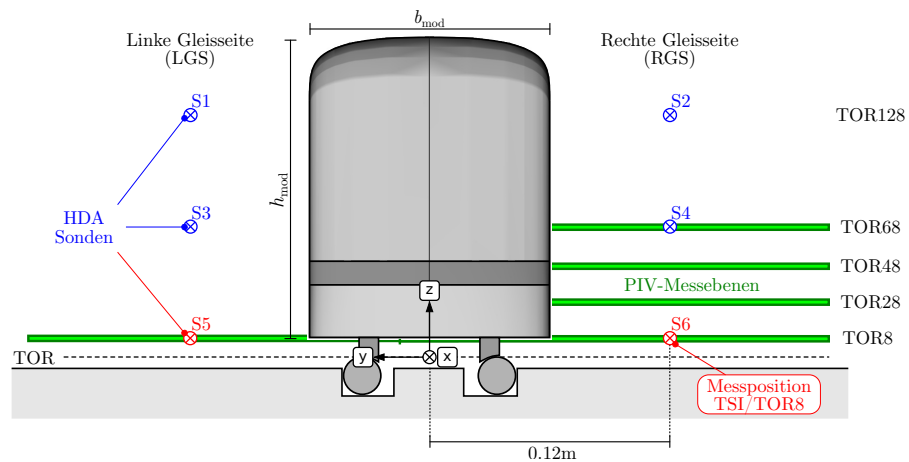 b_mod
Linke Gleisseite
(LGS)
Rechte Gleisseite
(RGS)
S1
S2
TOR128
h_mod
HDA
Sonden
S3
S4
TOR68
TOR48
z
PIV-Messebenen
TOR28
S5
S6
TOR8
TOR
y
x
Messposition
TSI/TOR8
0.12m